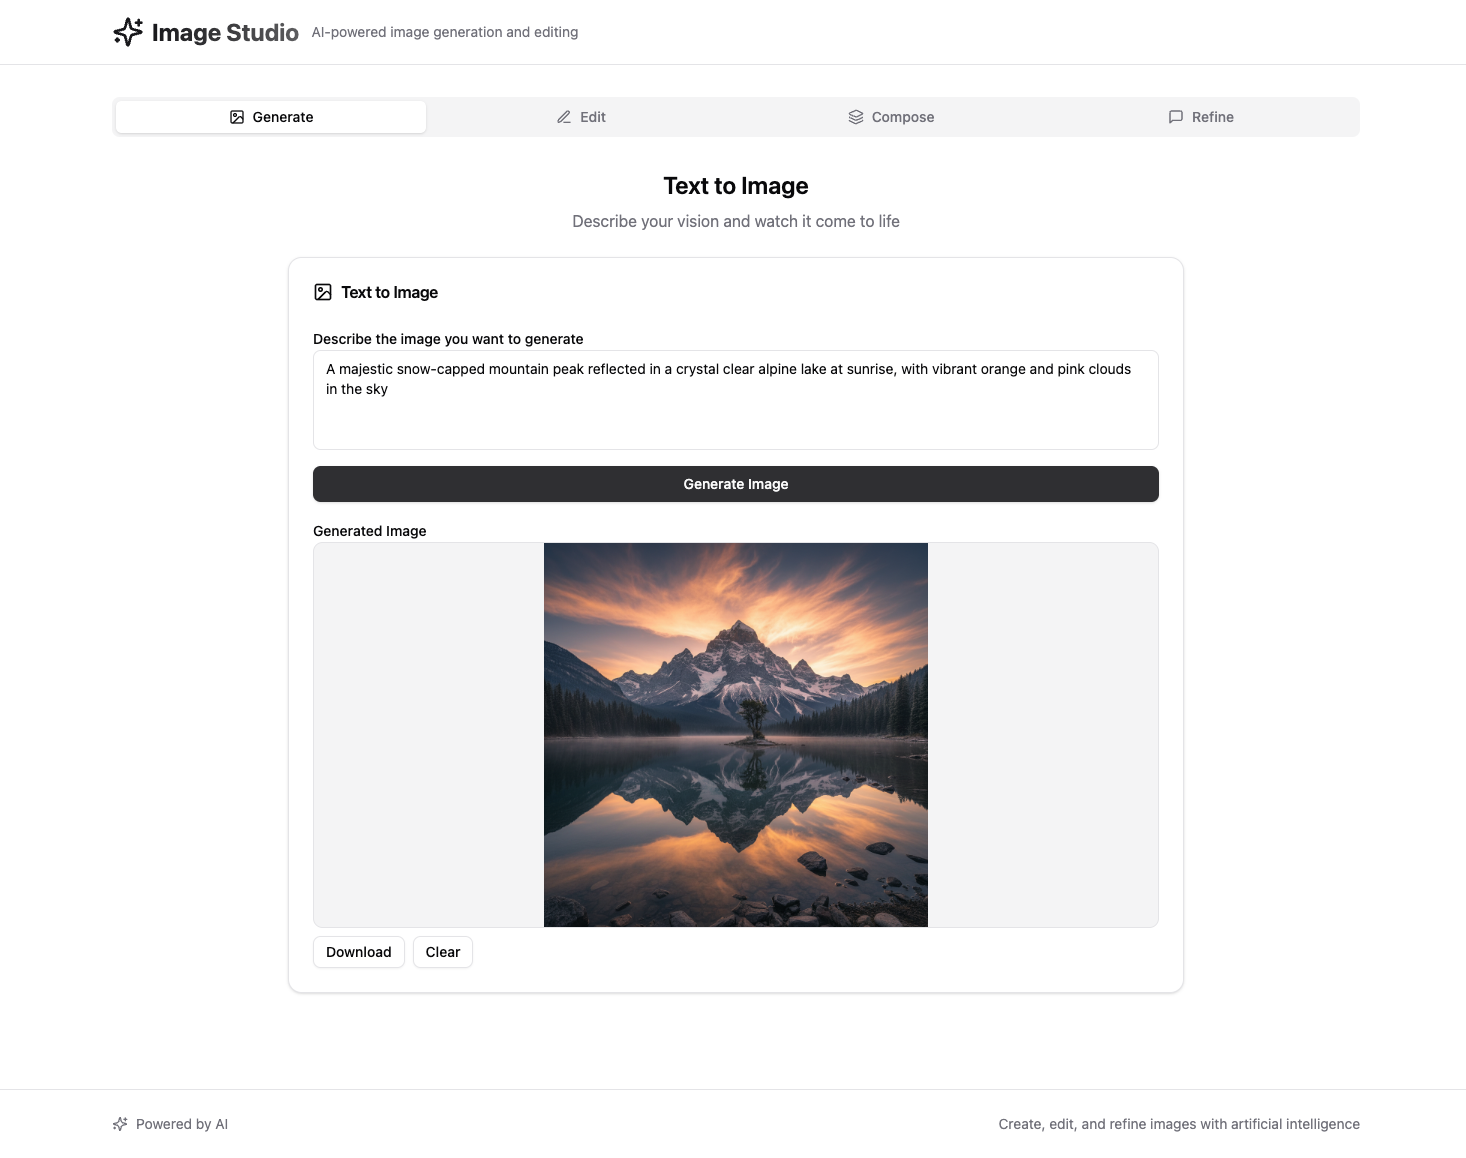 Image Studio
AI-powered image generation and editing
Generate
Edit
Compose
Refine
Text to Image
Describe your vision and watch it come to life
Text to Image
Describe the image you want to generate
A majestic snow-capped mountain peak reflected in a crystal clear alpine lake at sunrise, with vibrant orange and pink clouds
in the sky
Generate Image
Generated Image
Download
Clear
Powered by AI
Create, edit, and refine images with artificial intelligence